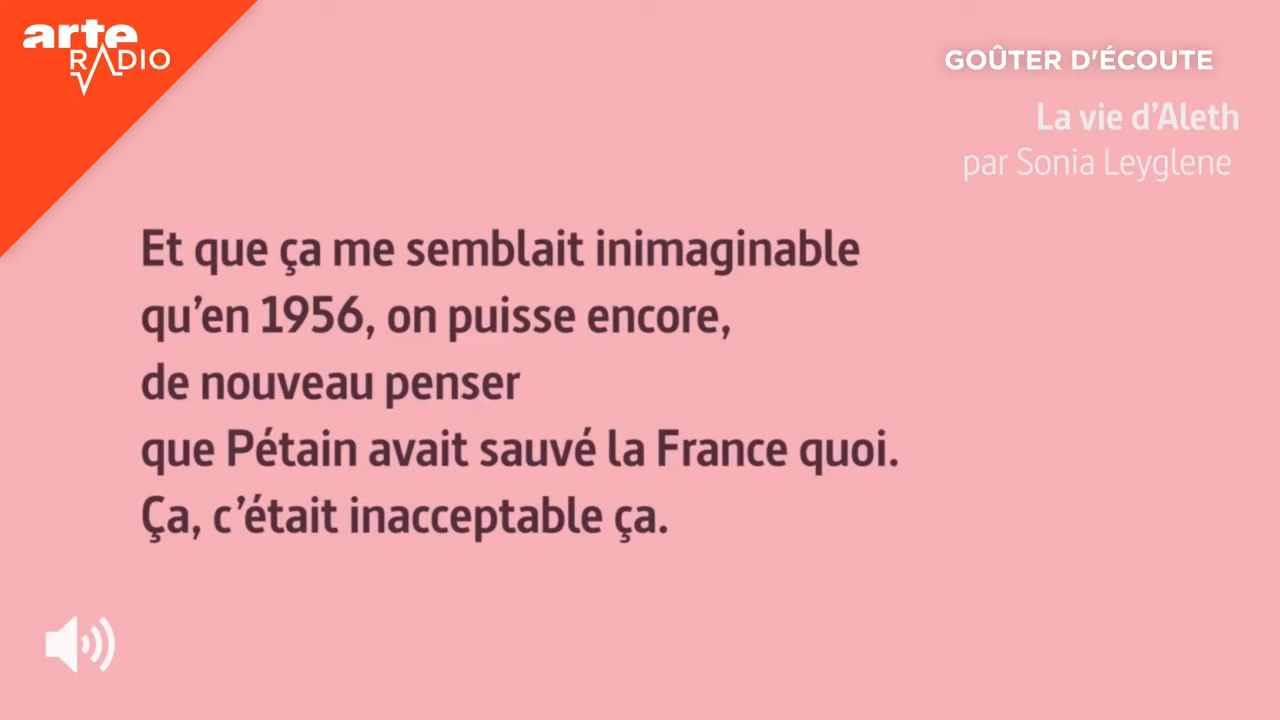 arte
RADIO
GOÛTER D'ÉCOUTE
La vie d’Aleth
par Sonia Leyglene
Et que ça me semblait inimaginable
qu’en 1956, on puisse encore,
de nouveau penser
que Pétain avait sauvé la France quoi.
Ça, c’était inacceptable ça.